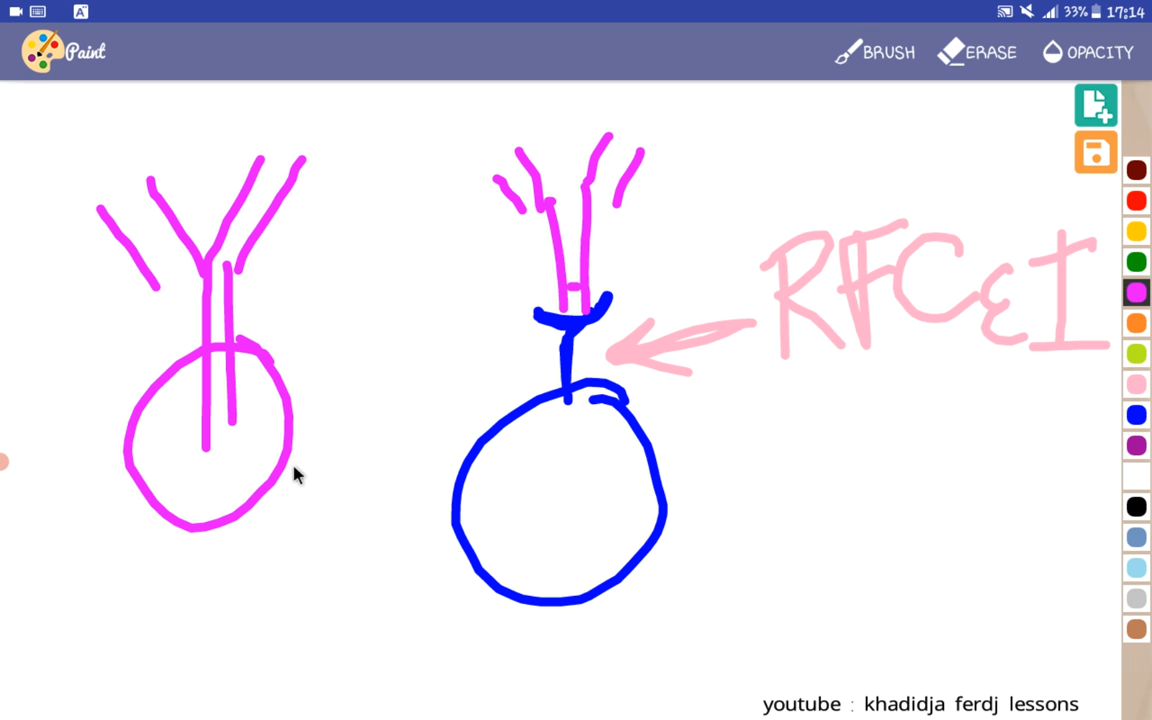 A 33% 17:14
Paint BRUSH ERASE OPACITY
RFCεI
youtube : khadidja ferdj lessons